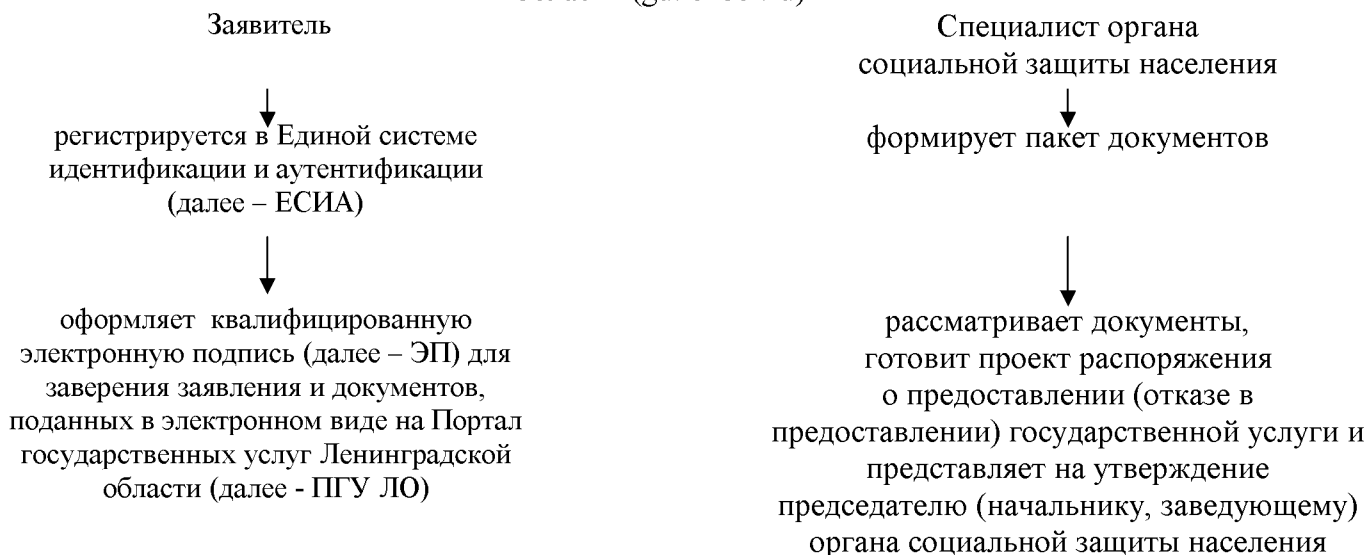 Заявитель
регистрируется в Единой системе
идентификации и аутентификации
(далее – ЕСИА)
оформляет квалифицированную
электронную подпись (далее – ЭП) для
заверения заявления и документов,
поданных в электронном виде на Портал
государственных услуг Ленинградской
области (далее - ПГУ ЛО)
Специалист органа
социальной защиты населения
формирует пакет документов
рассматривает документы,
готовит проект распоряжения
о предоставлении (отказе в
предоставлении) государственной услуги и
представляет на утверждение
председателю (начальнику, заведующему)
органа социальной защиты населения